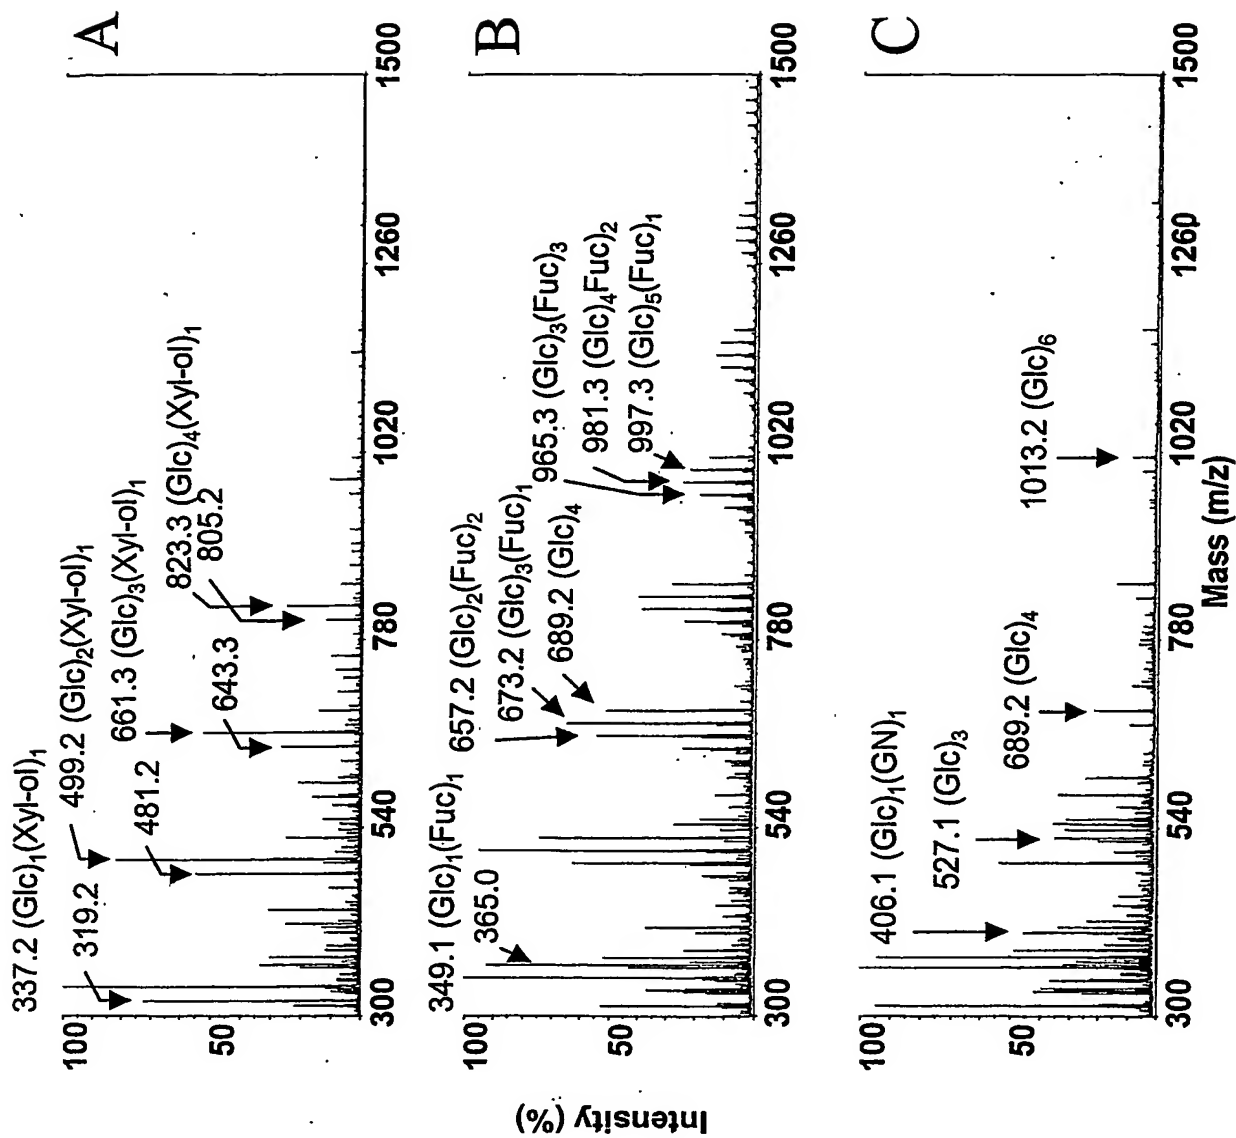 A
337.2 (Glc)1(Xyl-ol)1
319.2
499.2 (Glc)2(Xyl-ol)1
481.2
661.3 (Glc)3(Xyl-ol)1
643.3
823.3 (Glc)4(Xyl-ol)1
805.2
100
50
300
540
780
1020
1260
1500
B
349.1 (Glc)1(Fuc)1
365.0
657.2 (Glc)2(Fuc)2
673.2 (Glc)3(Fuc)1
689.2 (Glc)4
965.3 (Glc)3(Fuc)3
981.3 (Glc)4Fuc)2
997.3 (Glc)5(Fuc)1
100
50
300
540
780
1020
1260
1500
C
406.1 (Glc)1(GN)1
527.1 (Glc)3
689.2 (Glc)4
1013.2 (Glc)6
100
50
300
540
780
1020
1260
1500
Mass (m/z)
Intensity (%)